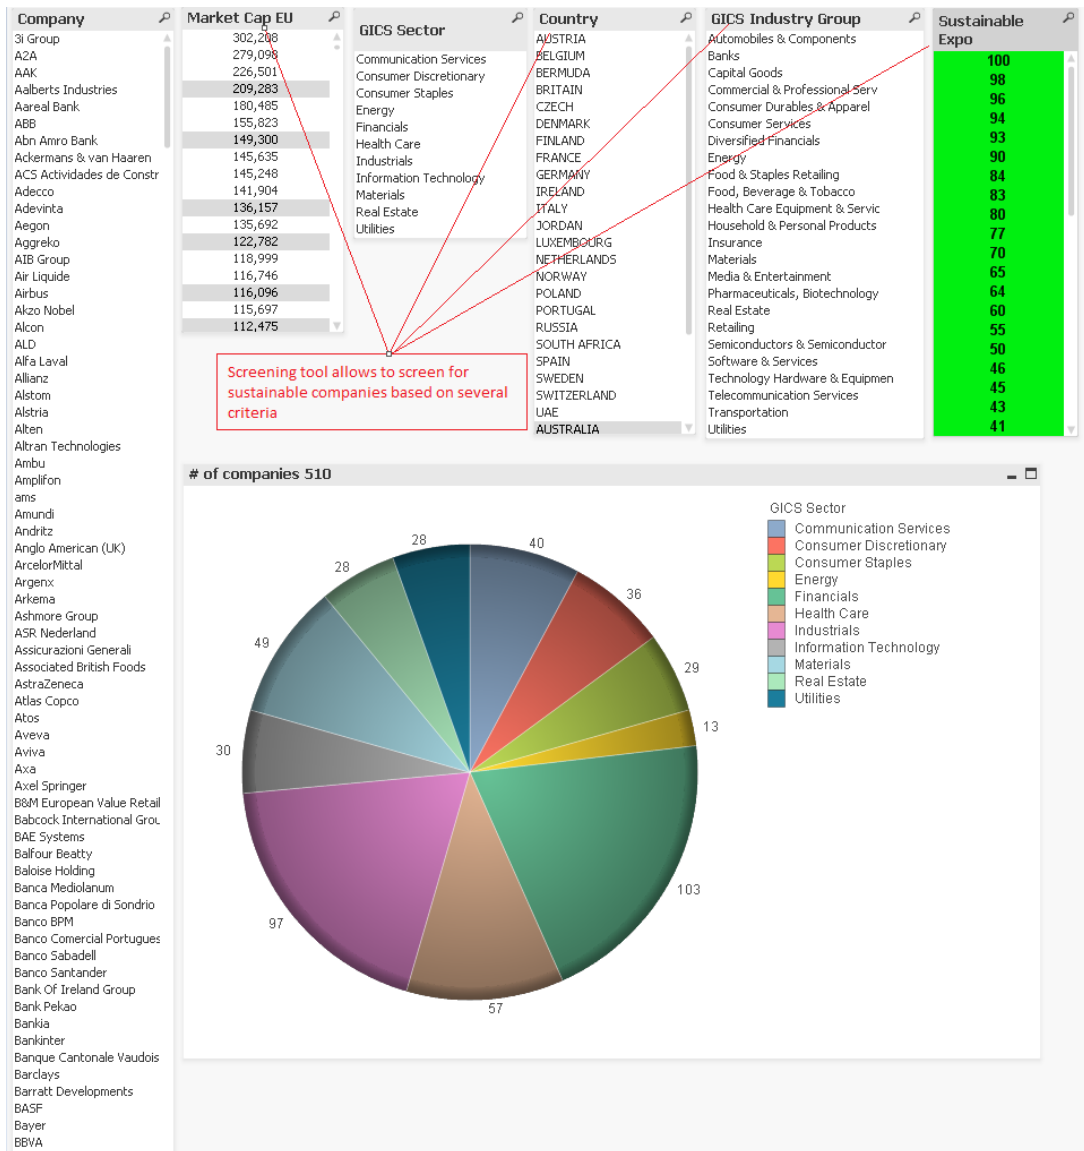 Company
3i Group
A2A
AAK
Aalberts Industries
Aareal Bank
ABB
Abn Amro Bank
Ackermans & van Haaren
ACS Actividades de Constr
Adecco
Adevinta
Aegon
Aggreko
AIB Group
Air Liquide
Airbus
Akzo Nobel
Alcon
ALD
Alfa Laval
Allianz
Alstom
Alstria
Alten
Altran Technologies
Ambu
Amplifon
ams
Amundi
Andritz
Anglo American (UK)
ArcelorMittal
Argenx
Arkema
Ashmore Group
ASR Nederland
Assicurazioni Generali
Associated British Foods
AstraZeneca
Atlas Copco
Atos
Aveva
Aviva
Axa
Axel Springer
B&M European Value Retail
Babcock International Grou
BAE Systems
Balfour Beatty
Baloise Holding
Banca Mediolanum
Banca Popolare di Sondrio
Banco BPM
Banco Comercial Portugues
Banco Sabadell
Banco Santander
Bank Of Ireland Group
Bank Pekao
Bankia
Bankinter
Banque Cantonale Vaudois
Barclays
Barratt Developments
BASF
Bayer
BBVA
Market Cap EU
302,208
279,098
226,501
209,283
180,485
155,823
149,300
145,635
145,248
141,904
136,157
135,692
122,782
118,999
116,746
116,096
115,697
112,475
GICS Sector
Communication Services
Consumer Discretionary
Consumer Staples
Energy
Financials
Health Care
Industrials
Information Technology
Materials
Real Estate
Utilities
Country
AUSTRIA
BELGIUM
BERMUDA
BRITAIN
CZECH
DENMARK
FINLAND
FRANCE
GERMANY
IRELAND
ITALY
JORDAN
LUXEMBOURG
NETHERLANDS
NORWAY
POLAND
PORTUGAL
RUSSIA
SOUTH AFRICA
SPAIN
SWEDEN
SWITZERLAND
UAE
AUSTRALIA
GICS Industry Group
Automobiles & Components
Banks
Capital Goods
Commercial & Professional Serv
Consumer Durables & Apparel
Consumer Services
Diversified Financials
Energy
Food & Staples Retailing
Food, Beverage & Tobacco
Health Care Equipment & Servic
Household & Personal Products
Insurance
Materials
Media & Entertainment
Pharmaceuticals, Biotechnology
Real Estate
Retailing
Semiconductors & Semiconductor
Software & Services
Technology Hardware & Equipmen
Telecommunication Services
Transportation
Utilities
Sustainable
Expo
100
98
96
94
93
90
84
83
80
77
70
65
64
60
55
50
46
45
43
41
Screening tool allows to screen for
sustainable companies based on several
criteria
# of companies 510
40
36
29
13
103
57
97
30
49
28
28
GICS Sector
Communication Services
Consumer Discretionary
Consumer Staples
Energy
Financials
Health Care
Industrials
Information Technology
Materials
Real Estate
Utilities